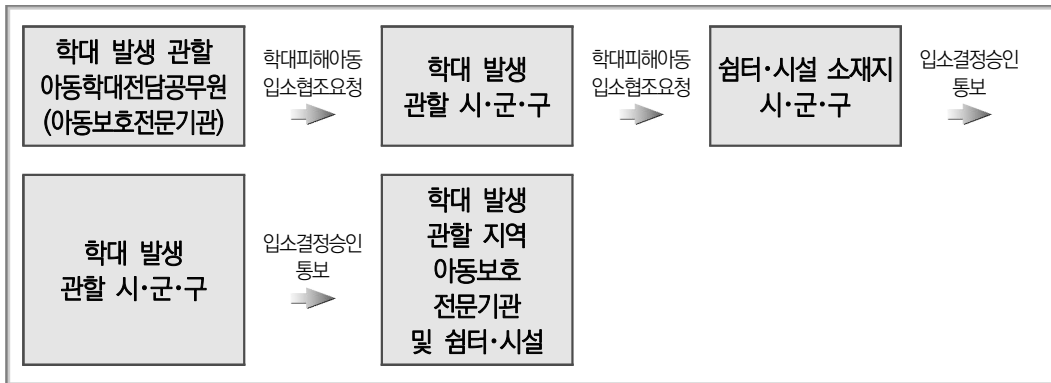 학대 발생 관할
아동학대전담공무원
(아동보호전문기관)
학대피해아동
입소협조요청
학대 발생
관할 시·군·구
학대피해아동
입소협조요청
쉼터·시설 소재지
시·군·구
입소결정승인
통보
학대 발생
관할 시·군·구
입소결정승인
통보
학대 발생
관할 지역
아동보호
전문기관
및 쉼터·시설